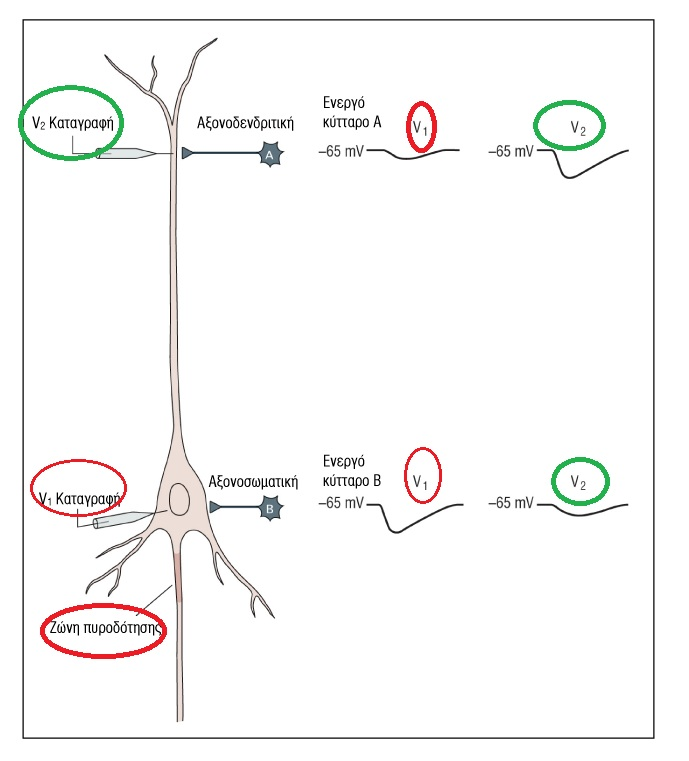 V₂ Καταγραφή
Αξονοδενδριτική
A
Ενεργό
κύτταρο Α
V₁
V₂
–65 mV
–65 mV
V₁ Καταγραφή
Αξονοσωματική
B
Ενεργό
κύτταρο Β
V₁
V₂
–65 mV
–65 mV
Ζώνη πυροδότησης